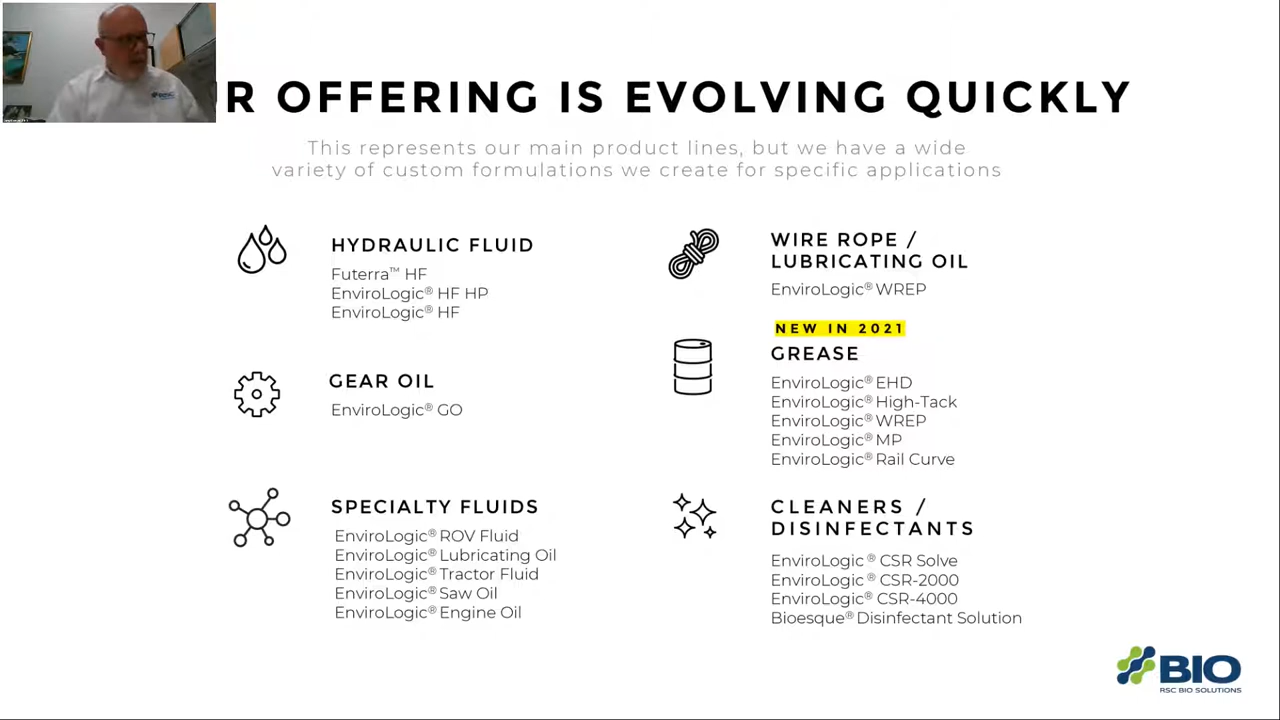 R OFFERING IS EVOLVING QUICKLY
This represents our main product lines, but we have a wide
variety of custom formulations we create for specific applications
HYDRAULIC FLUID
Futerra™ HF
EnviroLogic® HF HP
EnviroLogic® HF
GEAR OIL
EnviroLogic® GO
SPECIALTY FLUIDS
EnviroLogic® ROV Fluid
EnviroLogic® Lubricating Oil
EnviroLogic® Tractor Fluid
EnviroLogic® Saw Oil
EnviroLogic® Engine Oil
WIRE ROPE /
LUBRICATING OIL
EnviroLogic® WREP
NEW IN 2021
GREASE
EnviroLogic® EHD
EnviroLogic® High-Tack
EnviroLogic® WREP
EnviroLogic® MP
EnviroLogic® Rail Curve
CLEANERS /
DISINFECTANTS
EnviroLogic ® CSR Solve
EnviroLogic ® CSR-2000
EnviroLogic® CSR-4000
Bioesque® Disinfectant Solution
BIO
RSC BIO SOLUTIONS